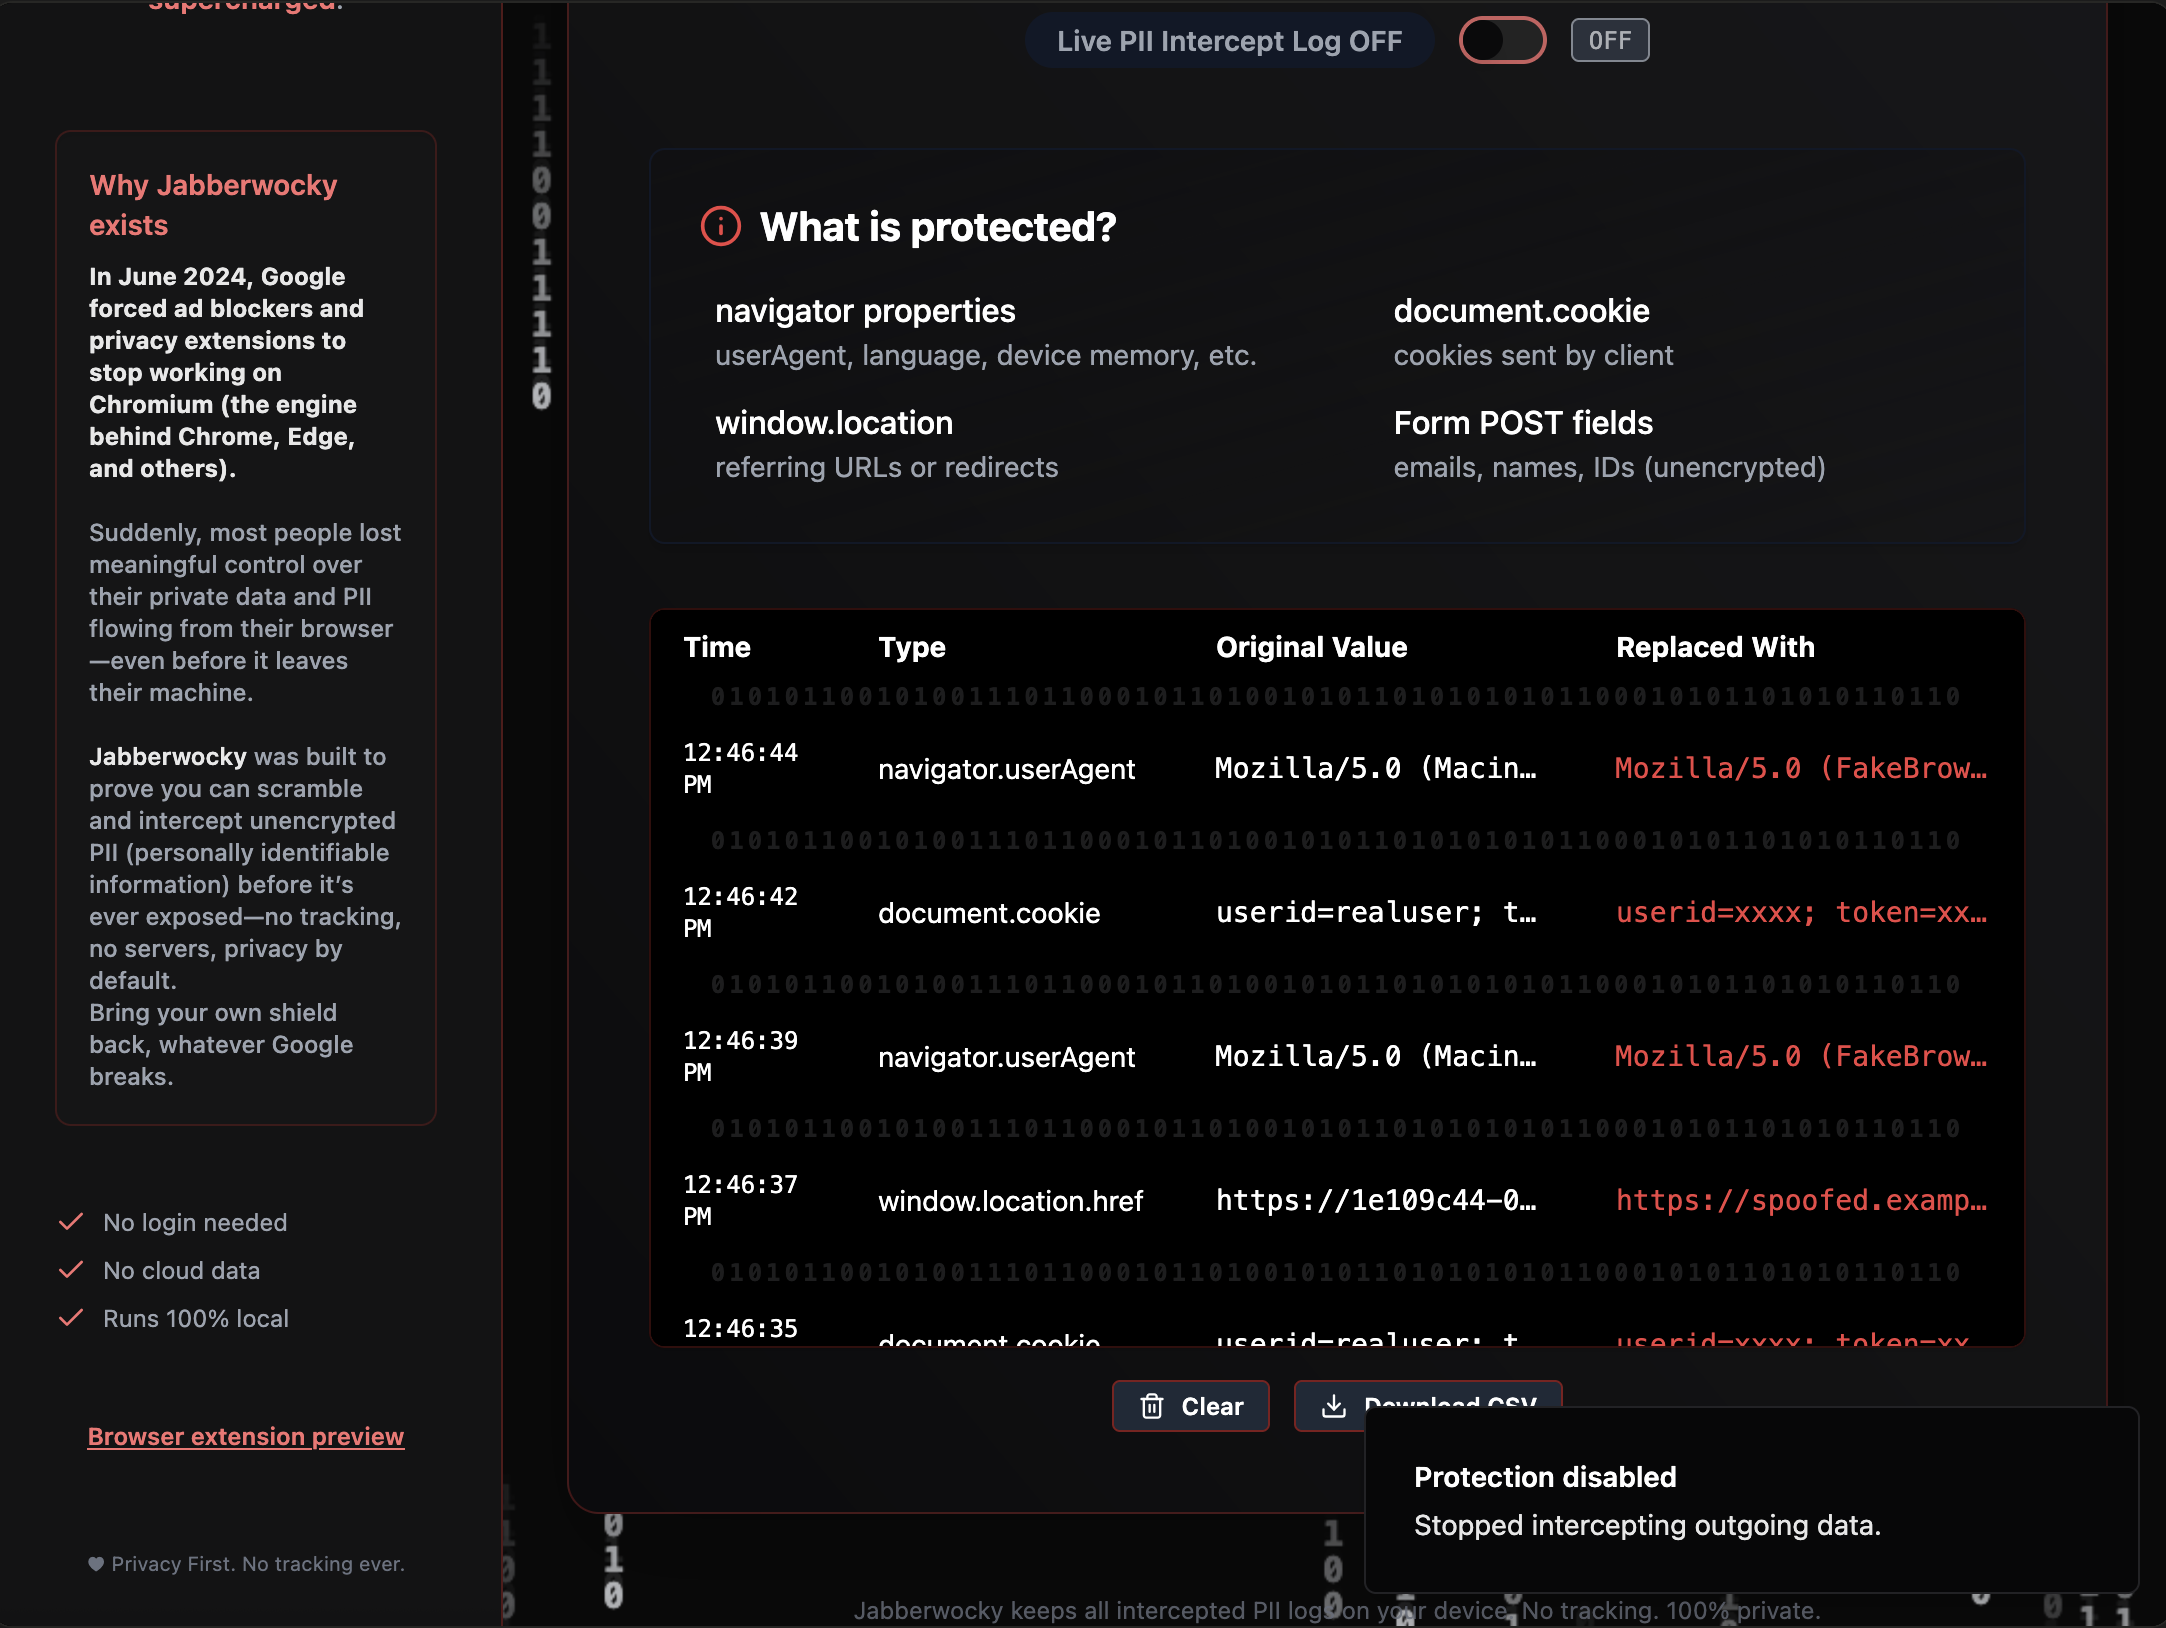 supercharged.
Why Jabberwocky
exists
In June 2024, Google
forced ad blockers and
privacy extensions to
stop working on
Chromium (the engine
behind Chrome, Edge,
and others).
Suddenly, most people lost
meaningful control over
their private data and PII
flowing from their browser
—even before it leaves
their machine.
Jabberwocky was built to
prove you can scramble
and intercept unencrypted
PII (personally identifiable
information) before it’s
ever exposed—no tracking,
no servers, privacy by
default.
Bring your own shield
back, whatever Google
breaks.
No login needed
No cloud data
Runs 100% local
Browser extension preview
Privacy First. No tracking ever.
Live PII Intercept Log OFF
OFF
What is protected?
navigator properties
userAgent, language, device memory, etc.
document.cookie
cookies sent by client
window.location
referring URLs or redirects
Form POST fields
emails, names, IDs (unencrypted)
Time Type Original Value Replaced With
12:46:44 PM navigator.userAgent Mozilla/5.0 (Macin… Mozilla/5.0 (FakeBrow…
12:46:42 PM document.cookie userid=realuser; t… userid=xxxx; token=xx…
12:46:39 PM navigator.userAgent Mozilla/5.0 (Macin… Mozilla/5.0 (FakeBrow…
12:46:37 PM window.location.href https://1e109c44-0… https://spoofed.examp…
12:46:35 document.cookie userid=realuser; t… userid=xxxx; token=xx…
Clear
Download CSV
Protection disabled
Stopped intercepting outgoing data.
Jabberwocky keeps all intercepted PII logs on your device. No tracking. 100% private.